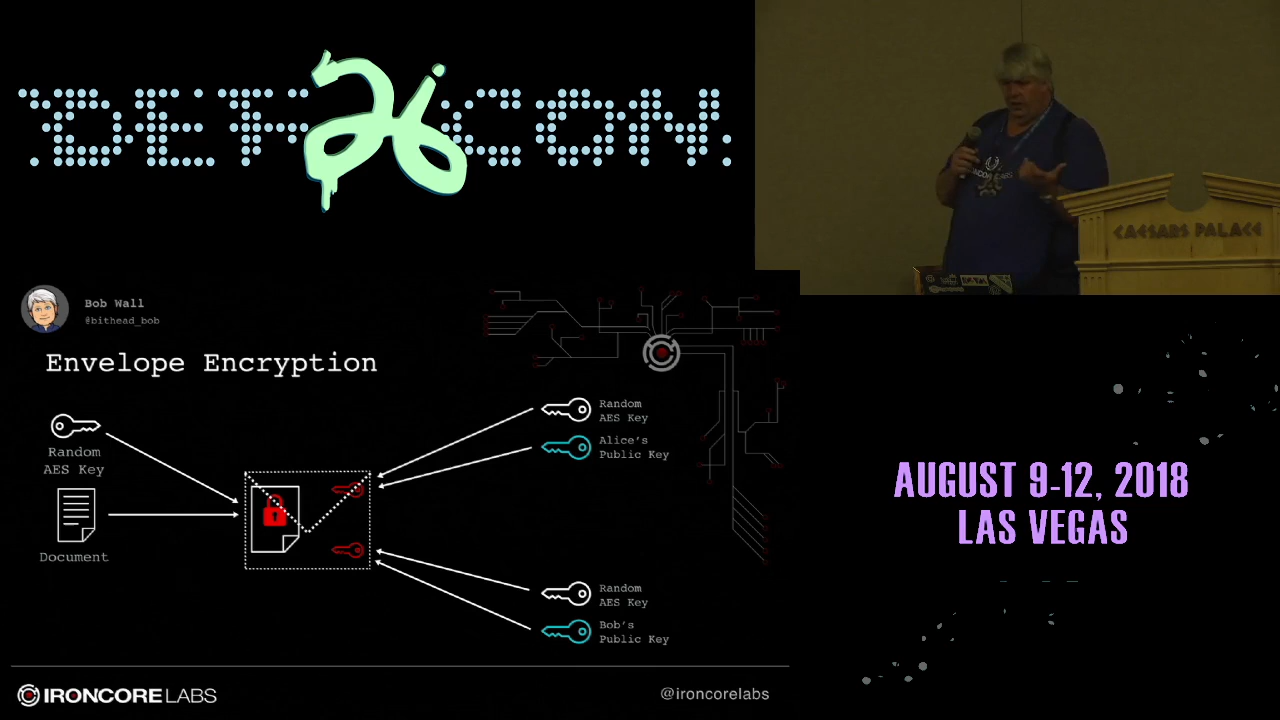 DEF 26 CON
CAESARS PALACE
Bob Wall
@bithead_bob
Envelope Encryption
Random
AES Key
Document
Random
AES Key
Alice's
Public Key
Random
AES Key
Bob's
Public Key
IRONCORE LABS
@ironcorelabs
AUGUST 9-12, 2018
LAS VEGAS